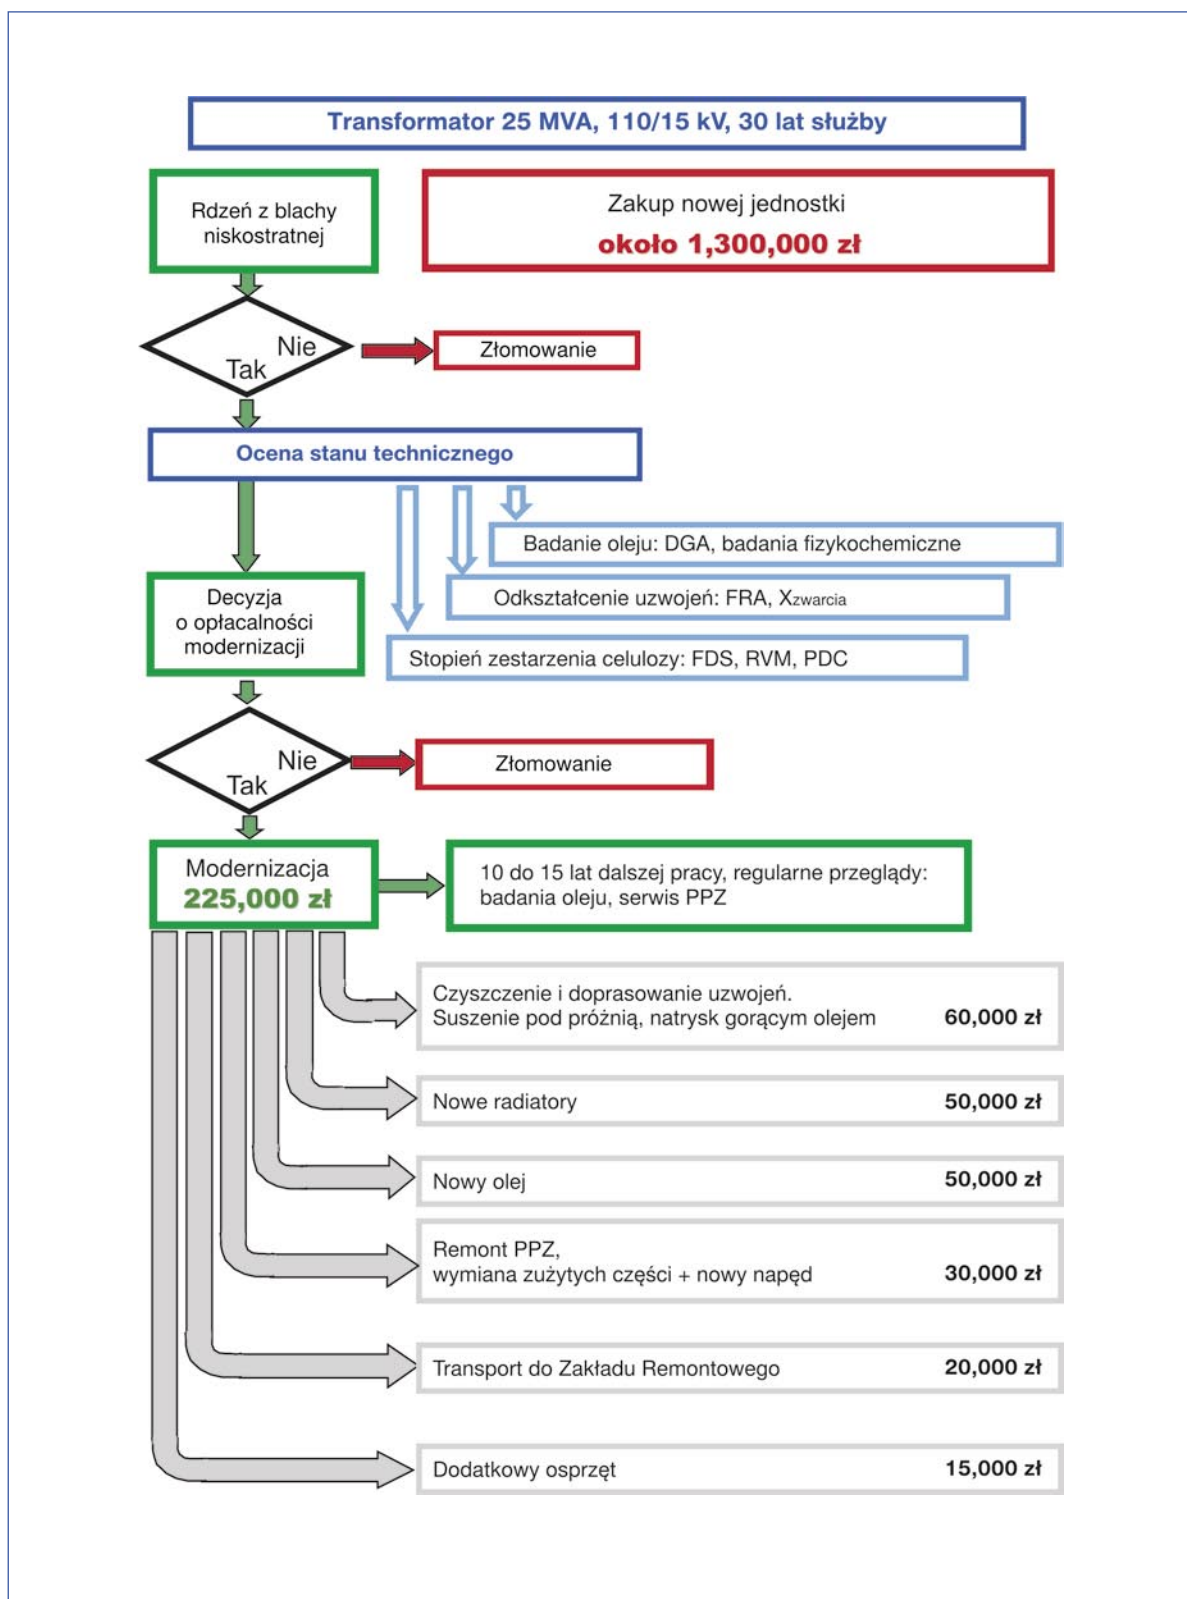 Transformator 25 MVA, 110/15 kV, 30 lat służby
Rdzeń z blachy
niskostratnej
Zakup nowej jednostki
około 1,300,000 zł
Nie
Tak
Złomowanie
Ocena stanu technicznego
Badanie oleju: DGA, badania fizykochemiczne
Odkształcenie uzwojeń: FRA, Xzwarcia
Stopień zestarzenia celulozy: FDS, RVM, PDC
Decyzja
o opłacalności
modernizacji
Nie
Tak
Złomowanie
Modernizacja
225,000 zł
10 do 15 lat dalszej pracy, regularne przeglądy:
badania oleju, serwis PPZ
Czyszczenie i doprasowanie uzwojeń.
Suszenie pod próżnią, natrysk gorącym olejem 60,000 zł
Nowe radiatory 50,000 zł
Nowy olej 50,000 zł
Remont PPZ,
wymiana zużytych części + nowy napęd 30,000 zł
Transport do Zakładu Remontowego 20,000 zł
Dodatkowy osprzęt 15,000 zł